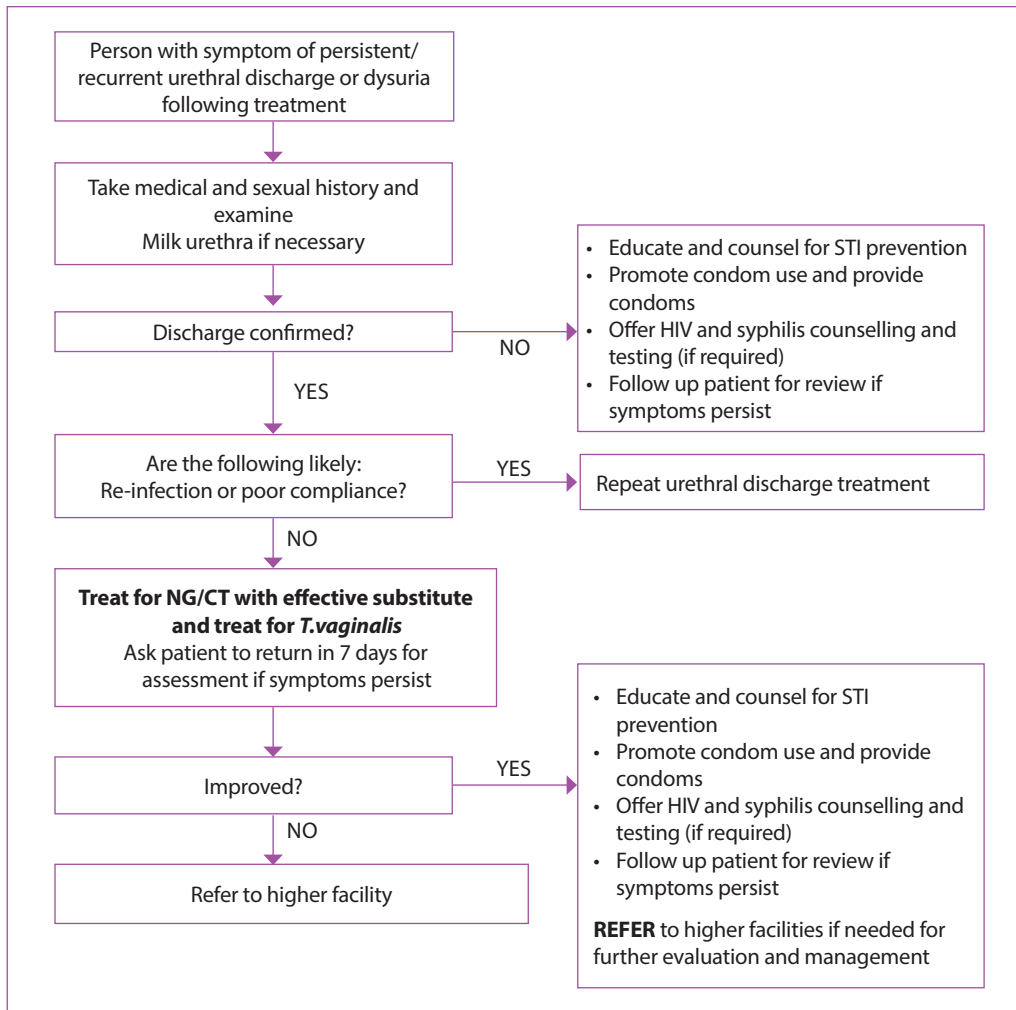 Person with symptom of persistent/
recurrent urethral discharge or dysuria
following treatment
Take medical and sexual history and
examine
Milk urethra if necessary
Discharge confirmed?
NO
• Educate and counsel for STI prevention
• Promote condom use and provide
condoms
• Offer HIV and syphilis counselling and
testing (if required)
• Follow up patient for review if
symptoms persist
YES
Are the following likely:
Re-infection or poor compliance?
YES
Repeat urethral discharge treatment
NO
Treat for NG/CT with effective substitute
and treat for T.vaginalis
Ask patient to return in 7 days for
assessment if symptoms persist
Improved?
YES
• Educate and counsel for STI
prevention
• Promote condom use and provide
condoms
• Offer HIV and syphilis counselling and
testing (if required)
• Follow up patient for review if
symptoms persist
REFER to higher facilities if needed for
further evaluation and management
NO
Refer to higher facility